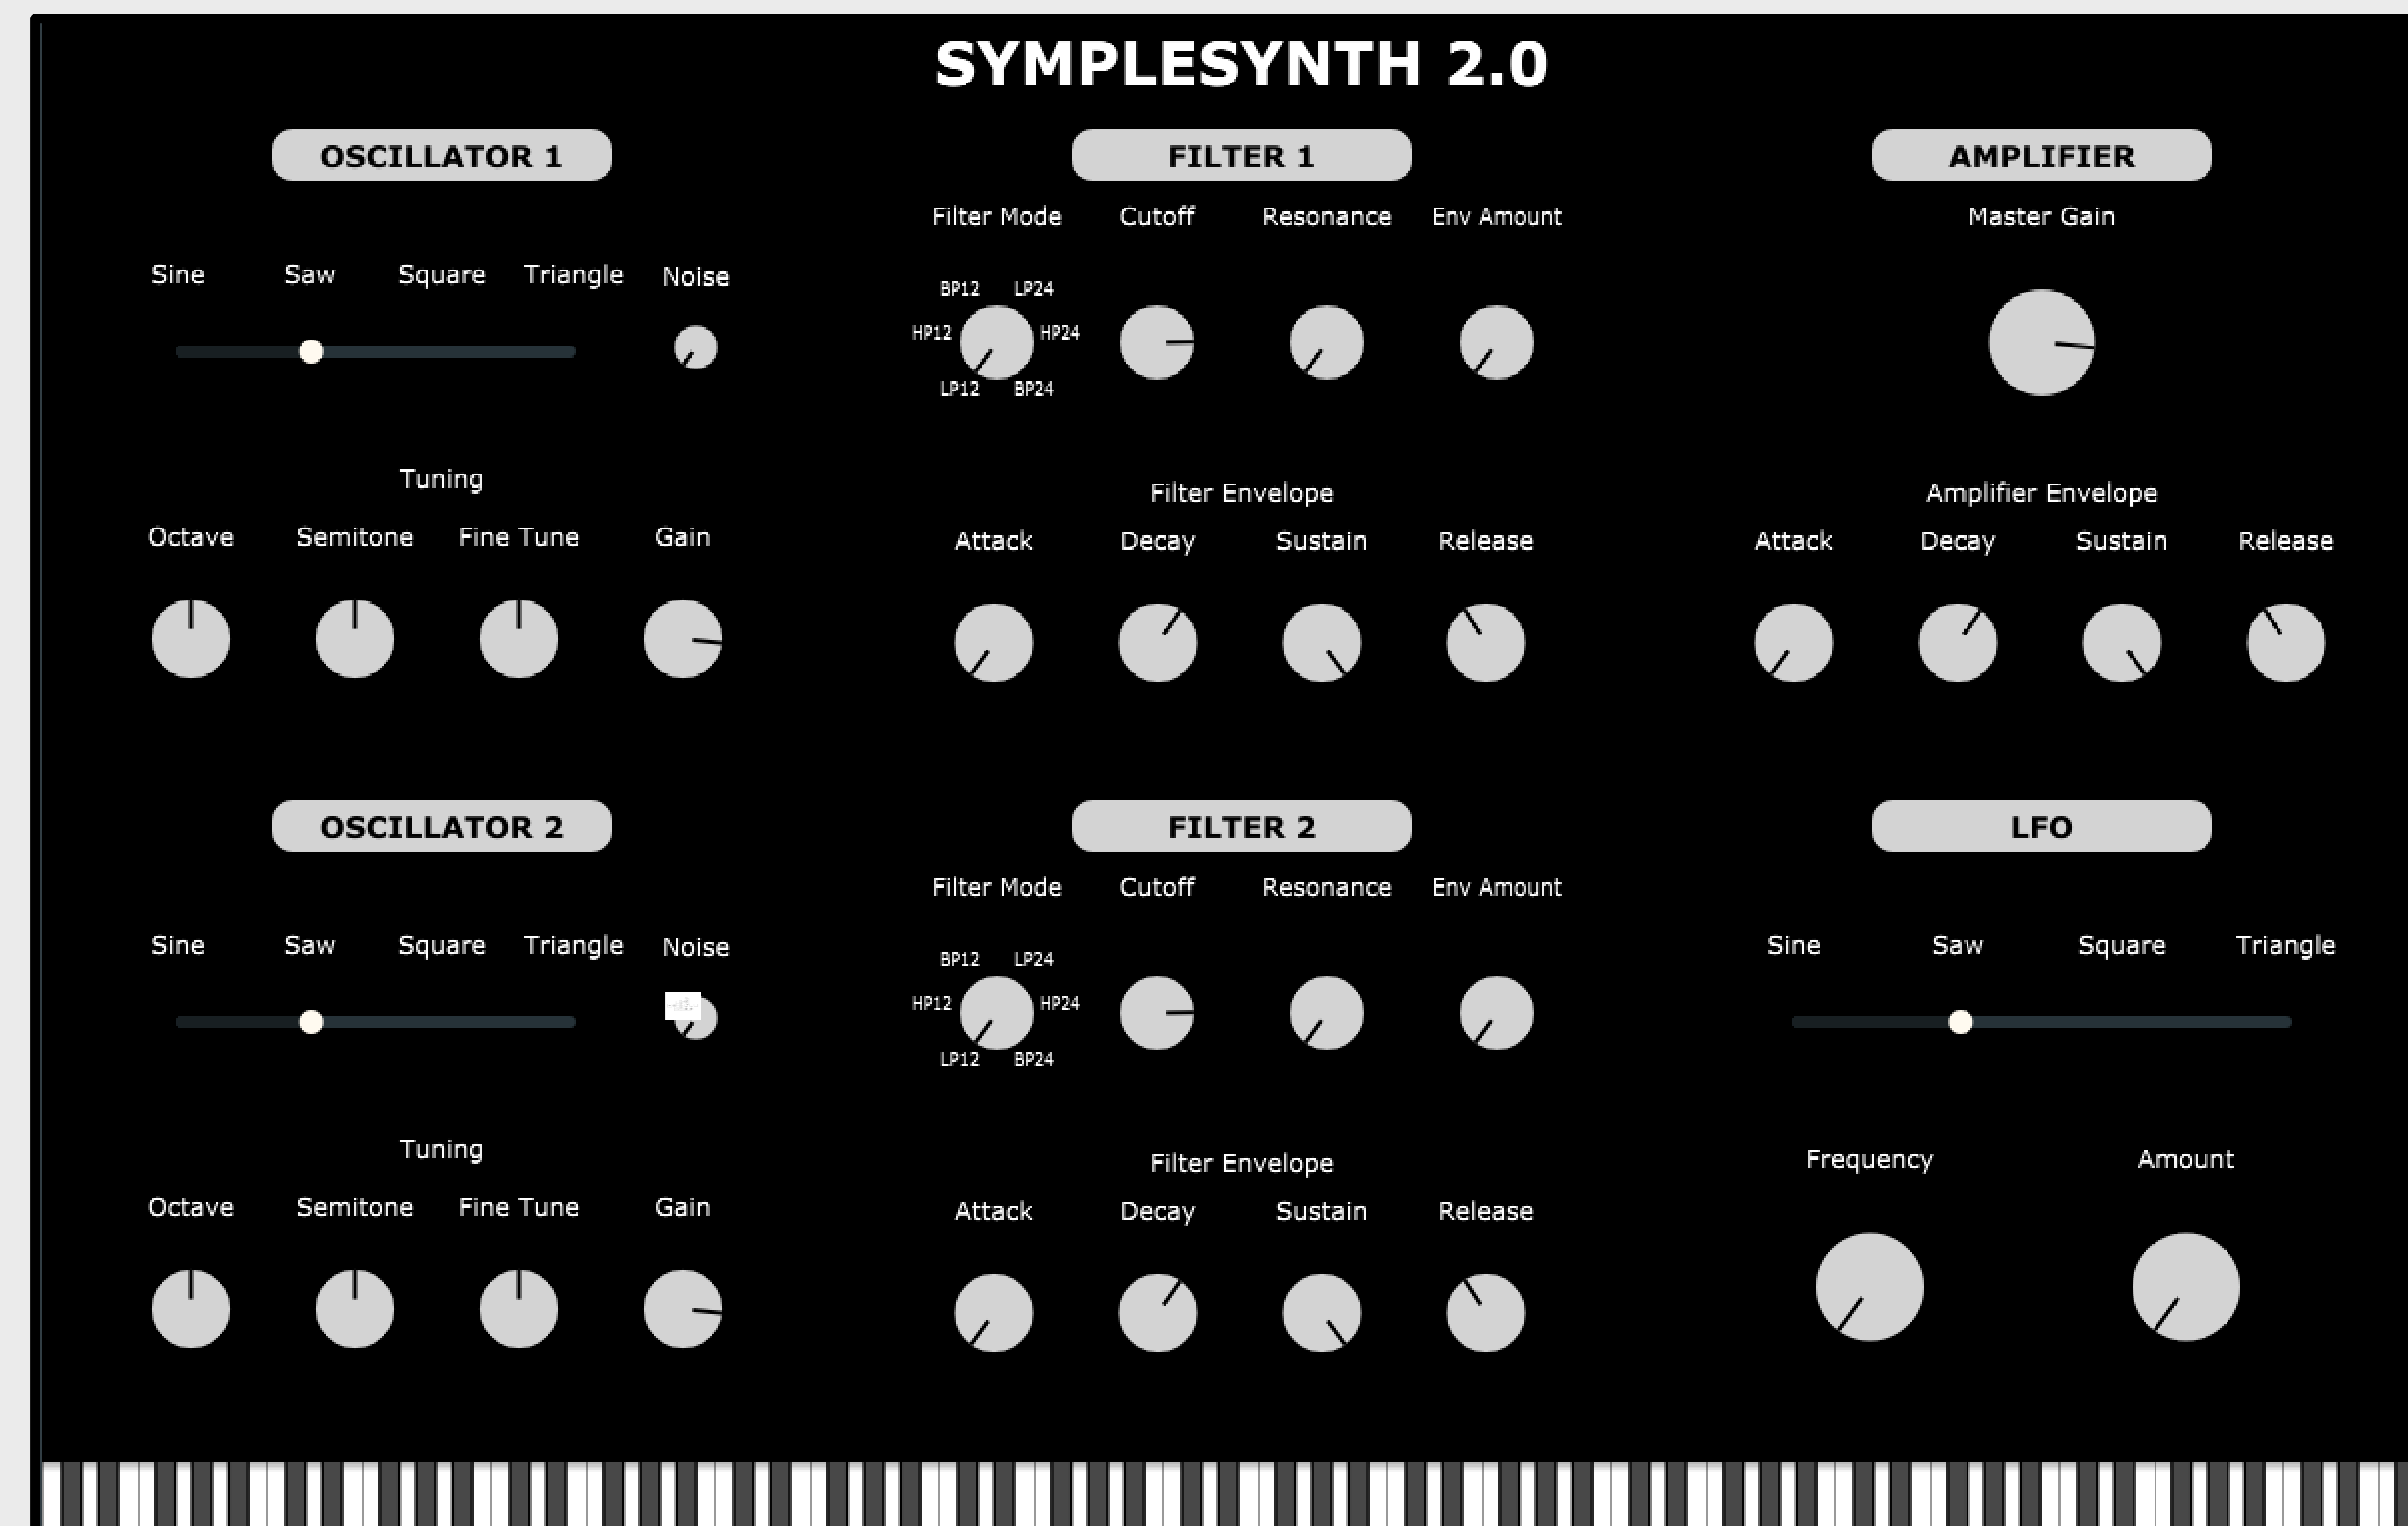 SYMPLESYNTH 2.0
OSCILLATOR 1
Sine Saw Square Triangle Noise
Tuning
Octave Semitone Fine Tune Gain
FILTER 1
Filter Mode Cutoff Resonance Env Amount
BP12 LP24
HP12 HP24
LP12 BP24
Filter Envelope
Attack Decay Sustain Release
AMPLIFIER
Master Gain
Amplifier Envelope
Attack Decay Sustain Release
OSCILLATOR 2
Sine Saw Square Triangle Noise
Tuning
Octave Semitone Fine Tune Gain
FILTER 2
Filter Mode Cutoff Resonance Env Amount
BP12 LP24
HP12 HP24
LP12 BP24
Filter Envelope
Attack Decay Sustain Release
LFO
Sine Saw Square Triangle
Frequency Amount